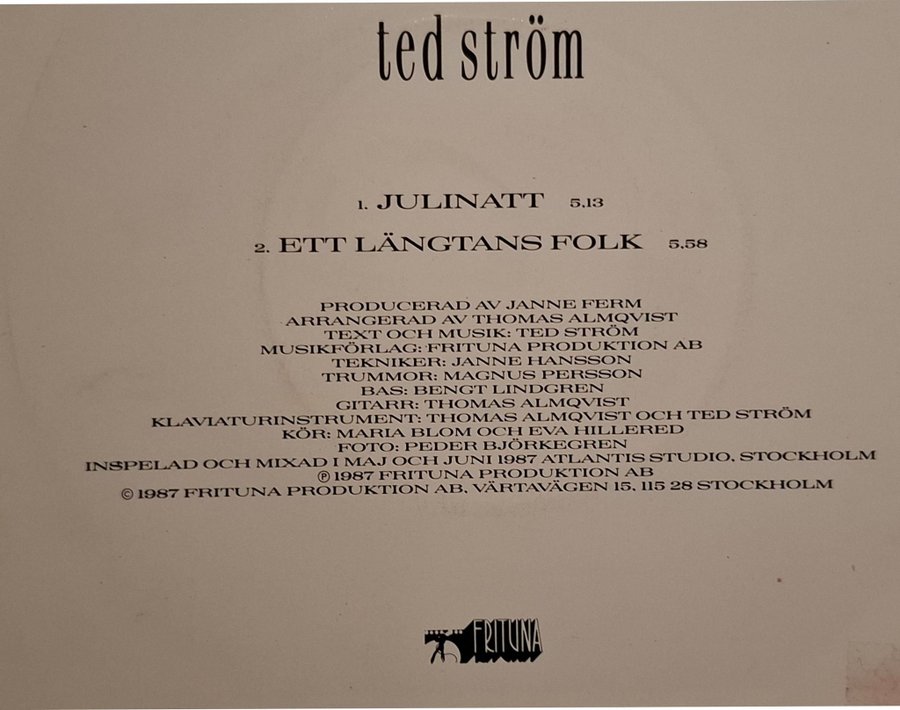 ted ström
1. JULINATT 5.13
2. ETT LÄNGTANS FOLK 5.58
PRODUCERAD AV JANNE FERM
ARRANGERAD AV THOMAS ALMQVIST
TEXT OCH MUSIK: TED STRÖM
MUSIKFÖRLAG: FRITUNA PRODUKTION AB
TEKNIKER: JANNE HANSSON
TRUMMOR: MAGNUS PERSSON
BAS: BENGT LINDGREN
GITARR: THOMAS ALMQVIST
KLAVIATURINSTRUMENT: THOMAS ALMQVIST OCH TED STRÖM
KÖR: MARIA BLOM OCH EVA HILLERED
FOTO: PEDER BJÖRKEGREN
INSPELAD OCH MIXAD I MAJ OCH JUNI 1987 ATLANTIS STUDIO, STOCKHOLM
℗ 1987 FRITUNA PRODUKTION AB
© 1987 FRITUNA PRODUKTION AB, VÄRTAVÄGEN 15, 115 28 STOCKHOLM
FRITUNA